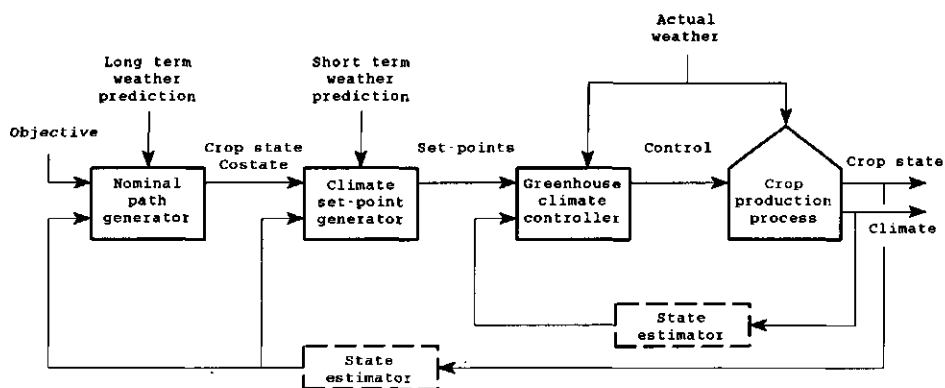 Actual
weather
Long term
weather
prediction
Short term
weather
prediction
Objective
Crop state
Costate
Set-points
Control
Crop state
Nominal
path
generator
Climate
set-point
generator
Greenhouse
climate
controller
Crop
production
process
Climate
State
estimator
State
estimator